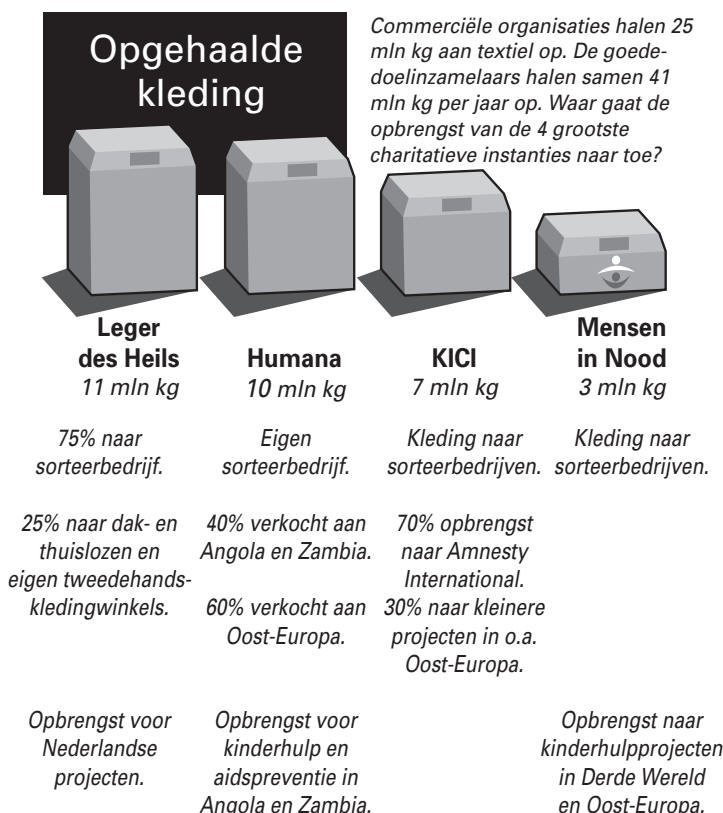 Opgehaalde
kleding
Commerciële organisaties halen 25
mln kg aan textiel op. De goede-
doelinzamelaars halen samen 41
mln kg per jaar op. Waar gaat de
opbrengst van de 4 grootste
charitatieve instanties naar toe?
Leger
des Heils
11 mln kg
75% naar
sorteerbedrijf.
25% naar dak- en
thuislozen en
eigen tweedehands-
kledingwinkels.
Opbrengst voor
Nederlandse
projecten.
Humana
10 mln kg
Eigen
sorteerbedrijf.
40% verkocht aan
Angola en Zambia.
60% verkocht aan
Oost-Europa.
Opbrengst voor
kinderhulp en
aidspreventie in
Angola en Zambia.
KICI
7 mln kg
Kleding naar
sorteerbedrijven.
70% opbrengst
naar Amnesty
International.
30% naar kleinere
projecten in o.a.
Oost-Europa.
Mensen
in Nood
3 mln kg
Kleding naar
sorteerbedrijven.
Opbrengst naar
kinderhulpprojecten
in Derde Wereld
en Oost-Europa.